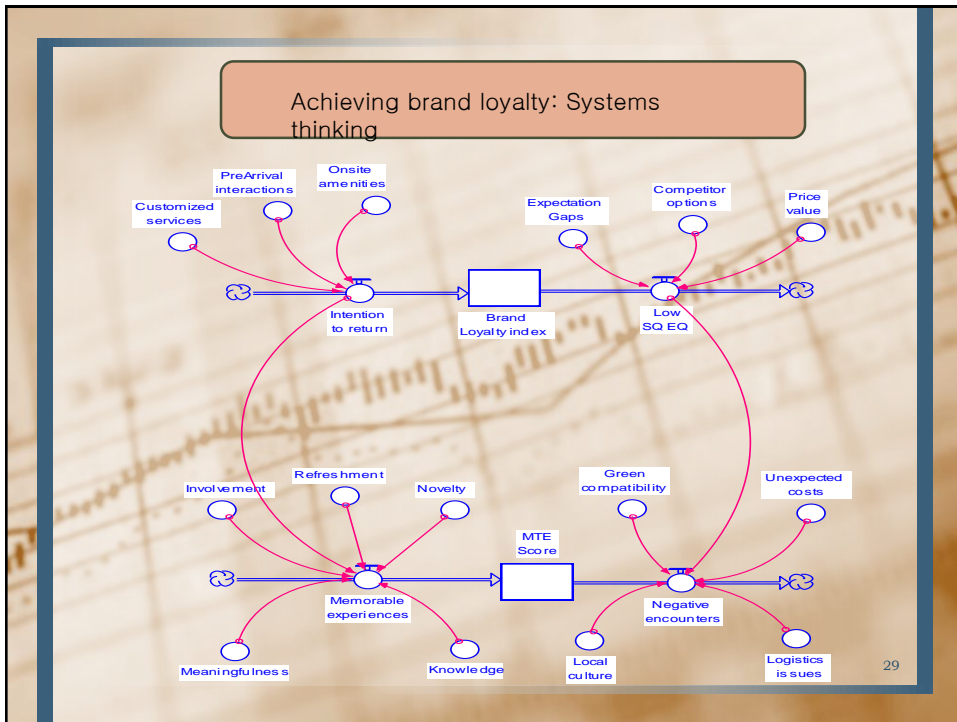 Achieving brand loyalty: Systems
thinking
PreArrival
interactions
Onsite
amenities
Customized
services
Expectation
Gaps
Competitor
options
Price
value
Intention
to return
Brand
Loyalty index
Low
SQ EQ
Involvement
Refreshment
Novelty
Green
compatibility
Unexpected
costs
MTE
Score
Memorable
experiences
Negative
encounters
Meaningfulness
Knowledge
Local
culture
Logistics
issues
29